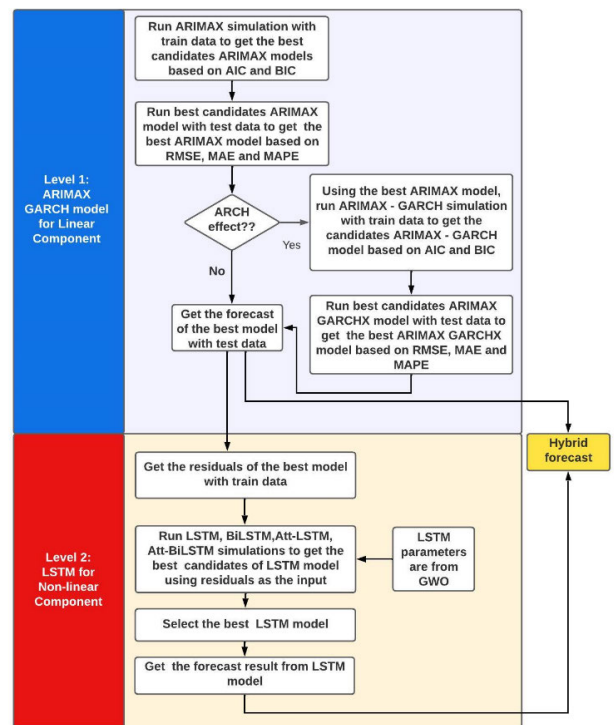 Run ARIMAX simulation with
train data to get the best
candidates ARIMAX models
based on AIC and BIC
Run best candidates ARIMAX
model with test data to get the
best ARIMAX model based on
RMSE, MAE and MAPE
Level 1:
ARIMAX
GARCH model
for Linear
Component
ARCH
effect??
Yes
No
Using the best ARIMAX model,
run ARIMAX - GARCH simulation
with train data to get the
candidates ARIMAX - GARCH
model based on AIC and BIC
Get the forecast
of the best model
with test data
Run best candidates ARIMAX
GARCHX model with test data to
get the best ARIMAX GARCHX
model based on RMSE, MAE and
MAPE
Hybrid
forecast
Get the residuals of the best model
with train data
Level 2:
LSTM for
Non-linear
Component
Run LSTM, BiLSTM,Att-LSTM,
Att-BiLSTM simulations to get the
best candidates of LSTM model
using residuals as the input
LSTM
parameters
are from
GWO
Select the best LSTM model
Get the forecast result from LSTM
model